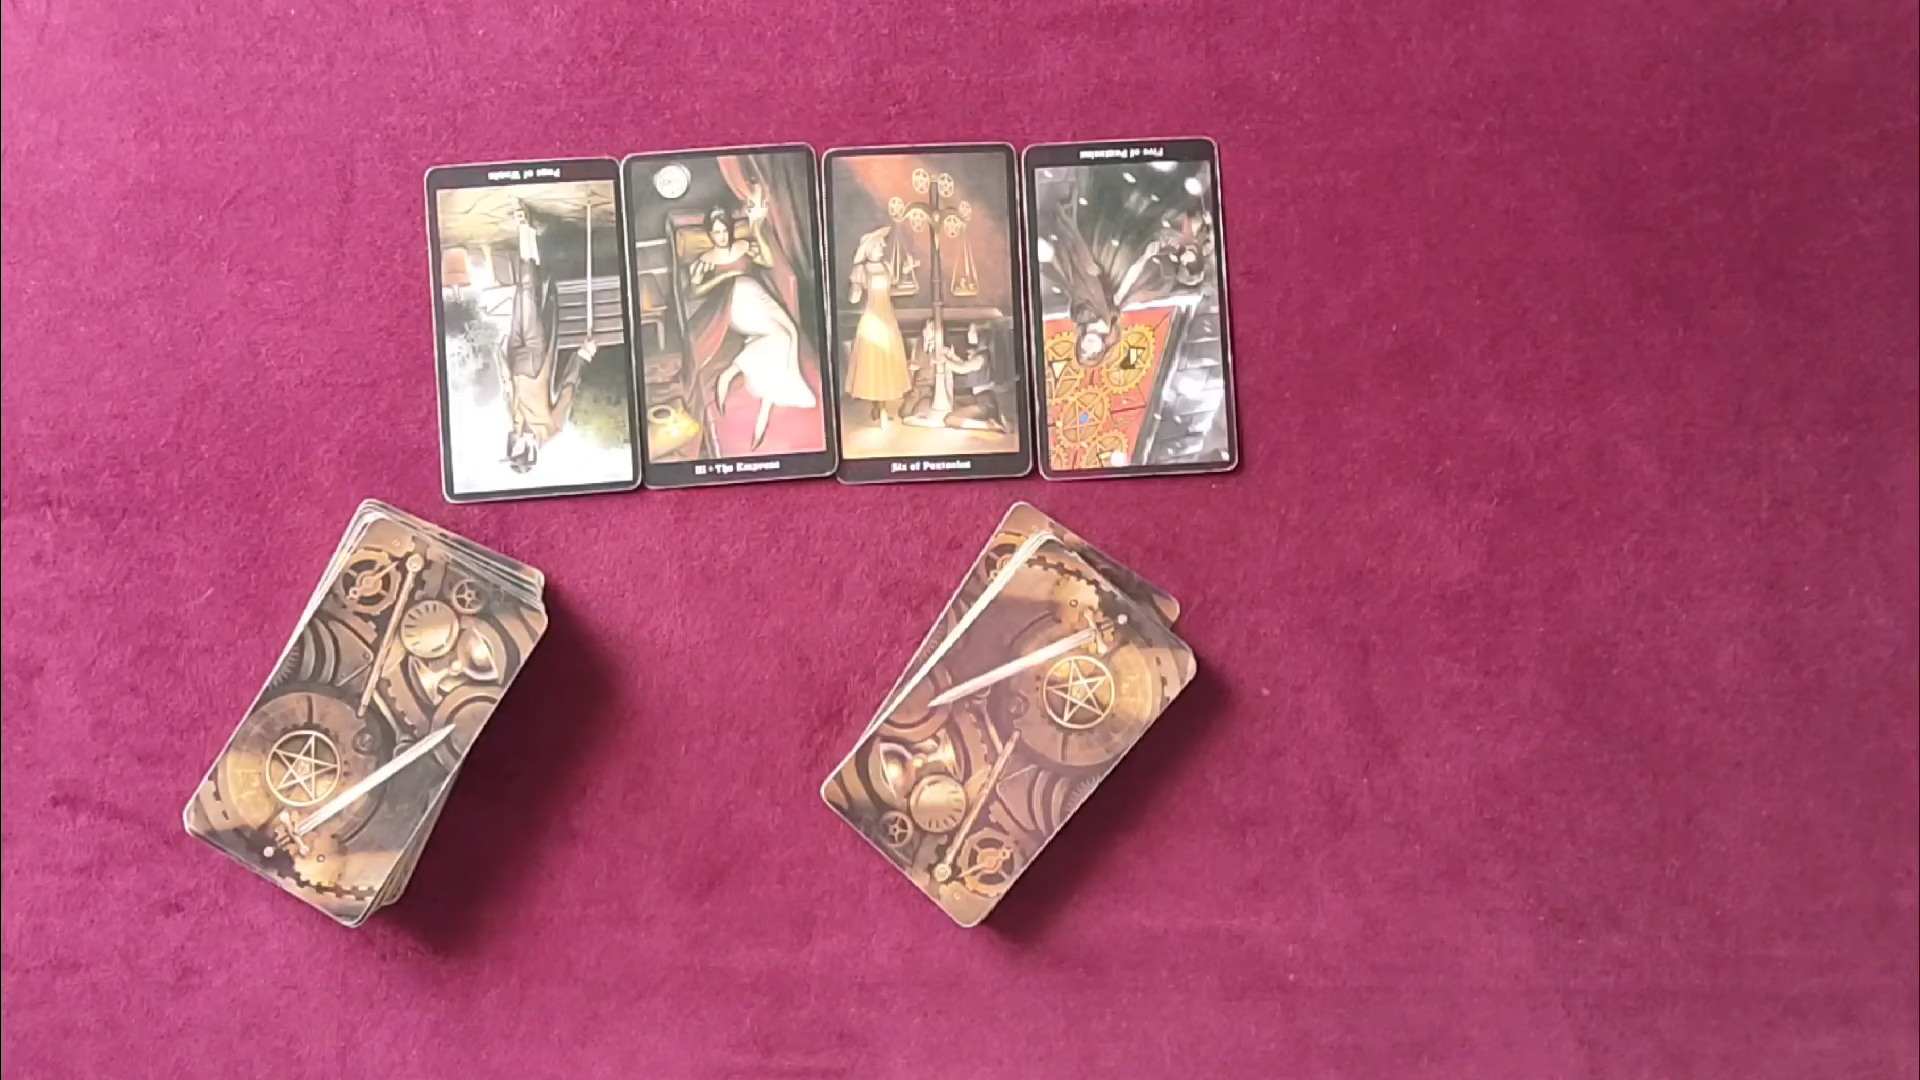 Page of Wands
III • The Empress
Six of Pentacles
Five of Pentacles